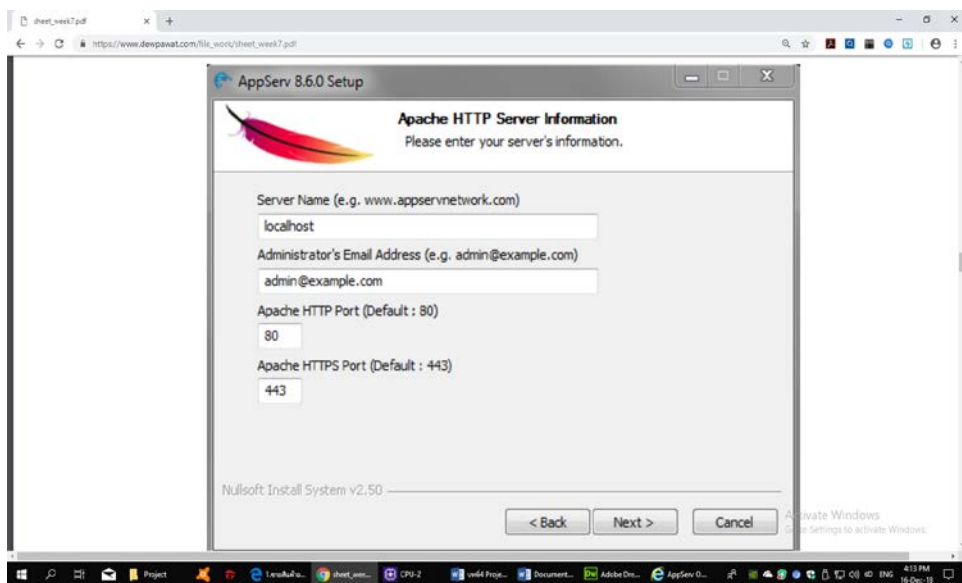 sheet_week7.pdf
https://www.dewpawat.com/file_work/sheet_week7.pdf
AppServ 8.6.0 Setup
Apache HTTP Server Information
Please enter your server's information.
Server Name (e.g. www.appservnetwork.com)
localhost
Administrator's Email Address (e.g. admin@example.com)
admin@example.com
Apache HTTP Port (Default : 80)
80
Apache HTTPS Port (Default : 443)
443
Nullsoft Install System v2.50
< Back Next > Cancel
Activate Windows
Go to Settings to activate Windows.
Project sheet_wee... CPU-Z Document... Adobe Dre... AppServ 0... ENG 4:13 PM
16-Dec-18